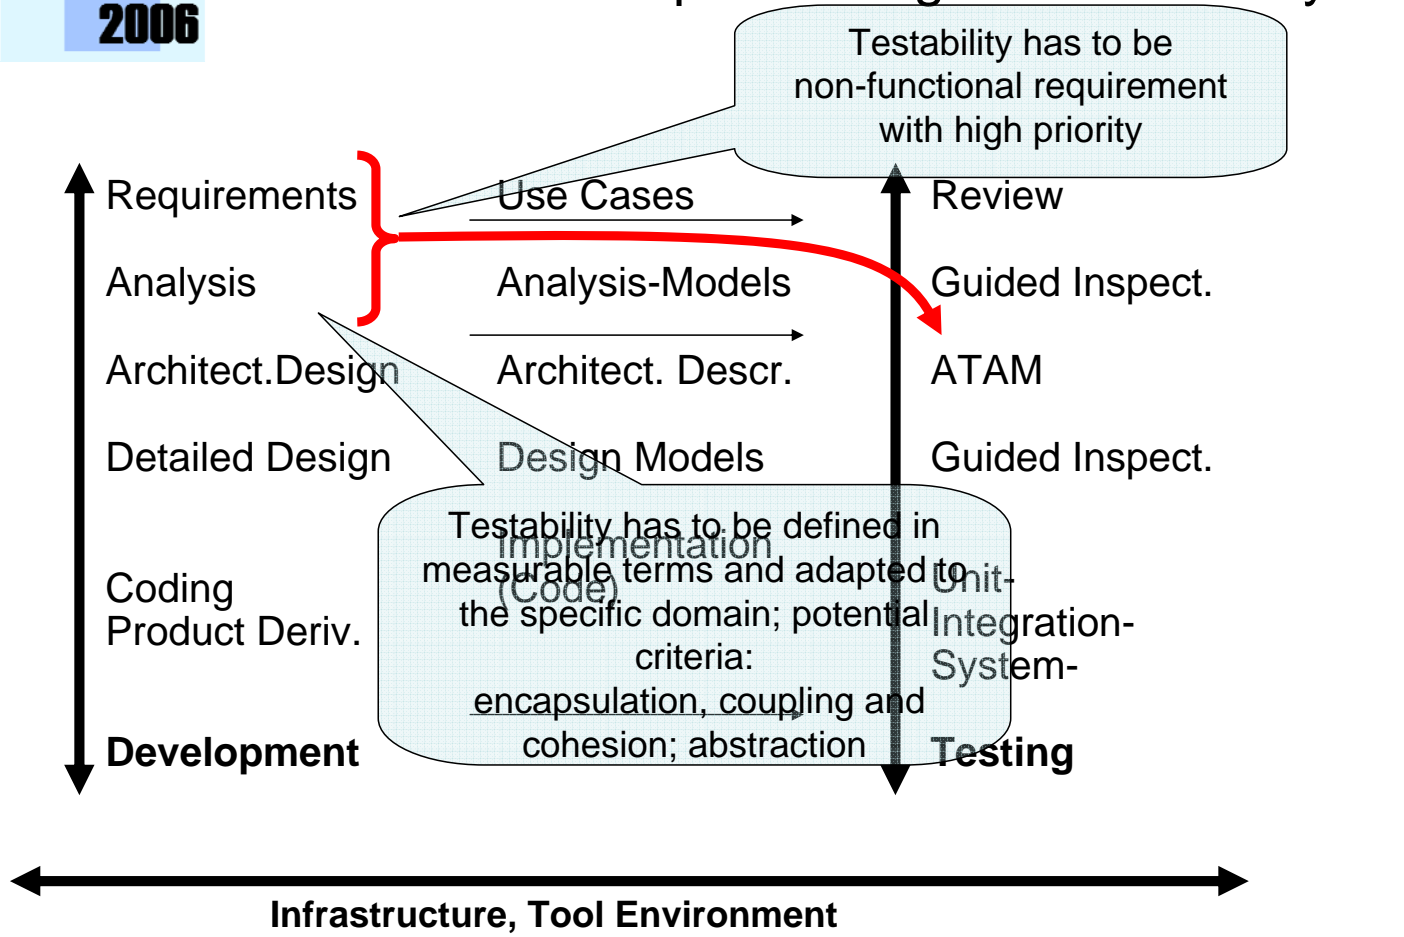 2006
Testability has to be
non-functional requirement
with high priority
Requirements
Use Cases
Review
Analysis
Analysis-Models
Guided Inspect.
Architect.Design
Architect. Descr.
ATAM
Detailed Design
Design Models
Guided Inspect.
Testability has to be defined in
measurable terms and adapted to
the specific domain; potential
criteria:
encapsulation, coupling and
cohesion; abstraction
Implementation
(Code)
Coding
Product Deriv.
Unit-
Integration-
System-
Development
Testing
Infrastructure, Tool Environment